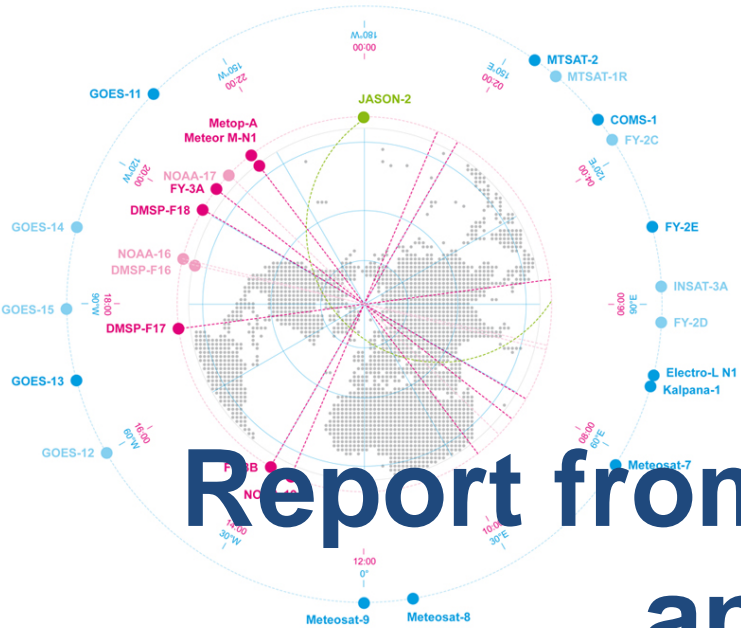 180°W
00:00
MTSAT-2
MTSAT-1R
150°W
22:00
150°E
02:00
GOES-11
JASON-2
COMS-1
FY-2C
Metop-A
Meteor M-N1
120°W
20:00
120°E
04:00
NOAA-17
FY-3A
DMSP-F18
GOES-14
FY-2E
NOAA-16
DMSP-F16
INSAT-3A
GOES-15
90°W
18:00
06:00
90°E
FY-2D
DMSP-F17
GOES-13
Electro-L N1
Kalpana-1
16:00
60°W
08:00
60°E
GOES-12
Meteosat-7
Report from
14:00
30°W
10:00
30°E
12:00
0°
Meteosat-9
Meteosat-8